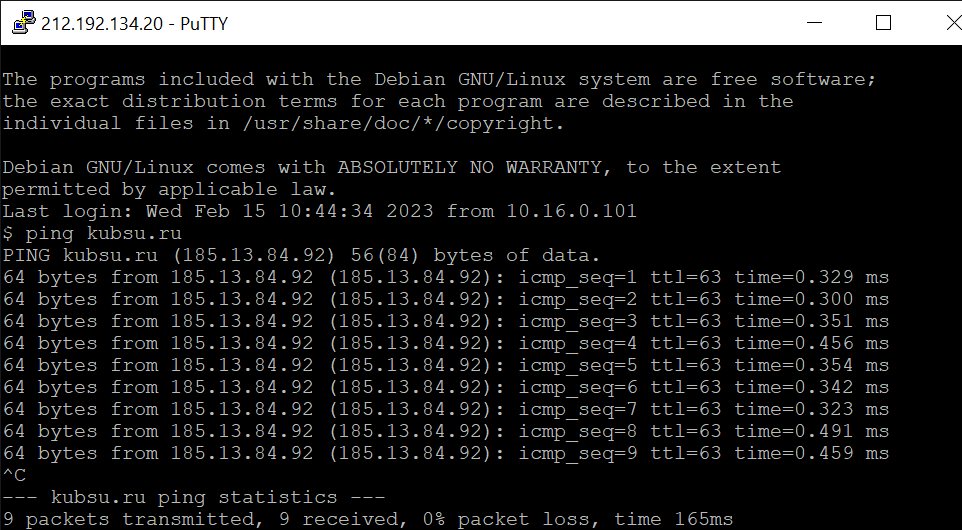 212.192.134.20 - PuTTY
The programs included with the Debian GNU/Linux system are free software;
the exact distribution terms for each program are described in the
individual files in /usr/share/doc/*/copyright.
Debian GNU/Linux comes with ABSOLUTELY NO WARRANTY, to the extent
permitted by applicable law.
Last login: Wed Feb 15 10:44:34 2023 from 10.16.0.101
$ ping kubsu.ru
PING kubsu.ru (185.13.84.92) 56(84) bytes of data.
64 bytes from 185.13.84.92 (185.13.84.92): icmp_seq=1 ttl=63 time=0.329 ms
64 bytes from 185.13.84.92 (185.13.84.92): icmp_seq=2 ttl=63 time=0.300 ms
64 bytes from 185.13.84.92 (185.13.84.92): icmp_seq=3 ttl=63 time=0.351 ms
64 bytes from 185.13.84.92 (185.13.84.92): icmp_seq=4 ttl=63 time=0.456 ms
64 bytes from 185.13.84.92 (185.13.84.92): icmp_seq=5 ttl=63 time=0.354 ms
64 bytes from 185.13.84.92 (185.13.84.92): icmp_seq=6 ttl=63 time=0.342 ms
64 bytes from 185.13.84.92 (185.13.84.92): icmp_seq=7 ttl=63 time=0.323 ms
64 bytes from 185.13.84.92 (185.13.84.92): icmp_seq=8 ttl=63 time=0.491 ms
64 bytes from 185.13.84.92 (185.13.84.92): icmp_seq=9 ttl=63 time=0.459 ms
^C
--- kubsu.ru ping statistics ---
9 packets transmitted, 9 received, 0% packet loss, time 165ms